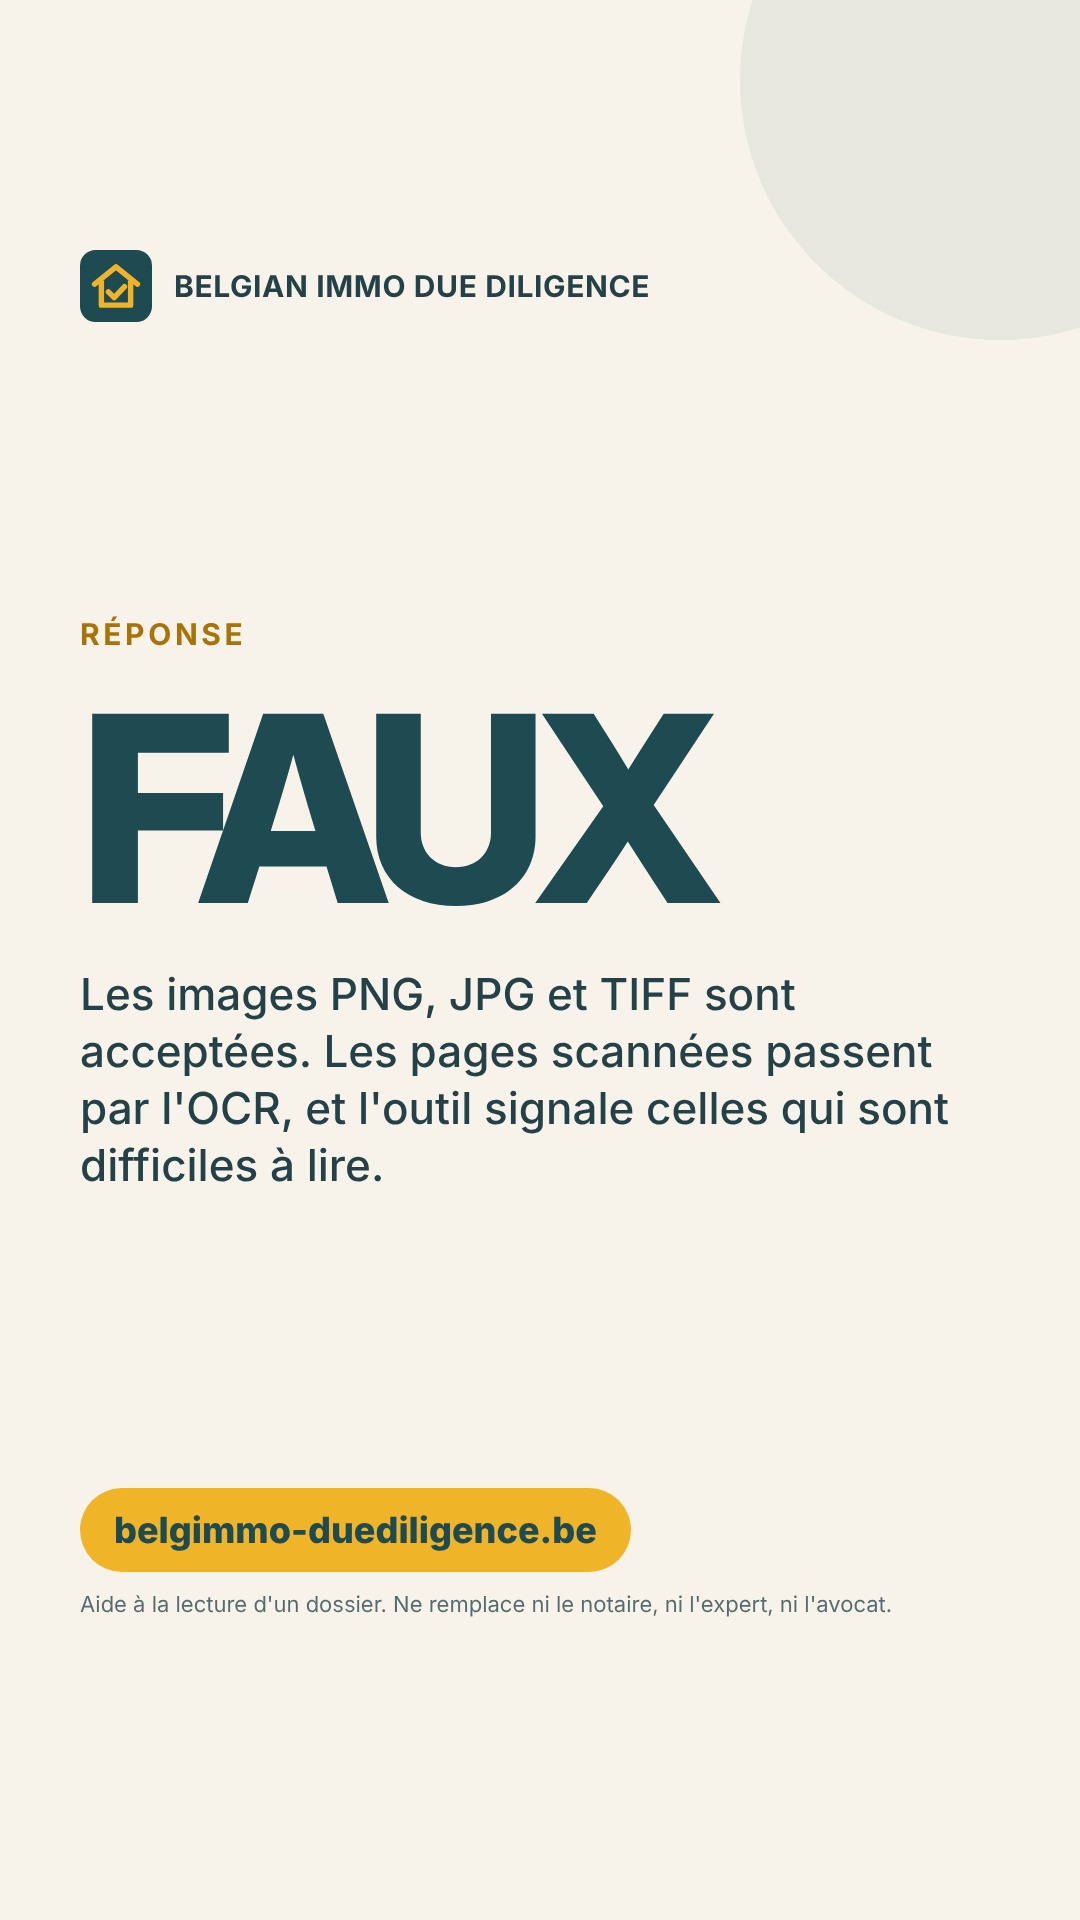 BELGIAN IMMO DUE DILIGENCE
RÉPONSE
FAUX
Les images PNG, JPG et TIFF sont
acceptées. Les pages scannées passent
par l'OCR, et l'outil signale celles qui sont
difficiles à lire.
belgimmo-duediligence.be
Aide à la lecture d'un dossier. Ne remplace ni le notaire, ni l'expert, ni l'avocat.